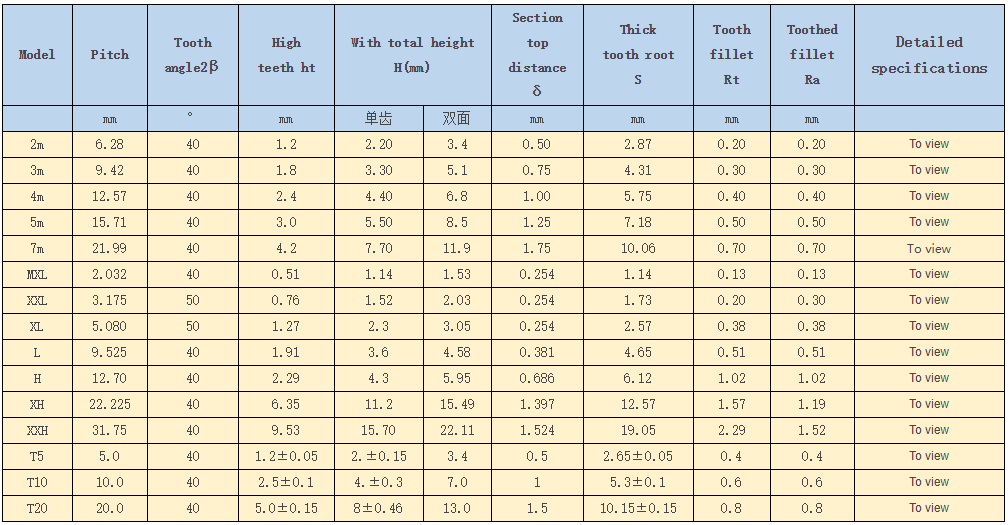 Model Pitch Tooth angle2β High teeth ht With total height H(mm) Section top distance δ Thick tooth root S Tooth fillet Rt Toothed fillet Ra Detailed specifications
mm ° mm 单齿 双面 mm mm mm mm
2m 6.28 40 1.2 2.20 3.4 0.50 2.87 0.20 0.20 To view
3m 9.42 40 1.8 3.30 5.1 0.75 4.31 0.30 0.30 To view
4m 12.57 40 2.4 4.40 6.8 1.00 5.75 0.40 0.40 To view
5m 15.71 40 3.0 5.50 8.5 1.25 7.18 0.50 0.50 To view
7m 21.99 40 4.2 7.70 11.9 1.75 10.06 0.70 0.70 To view
MXL 2.032 40 0.51 1.14 1.53 0.254 1.14 0.13 0.13 To view
XXL 3.175 50 0.76 1.52 2.03 0.254 1.73 0.20 0.30 To view
XL 5.080 50 1.27 2.3 3.05 0.254 2.57 0.38 0.38 To view
L 9.525 40 1.91 3.6 4.58 0.381 4.65 0.51 0.51 To view
H 12.70 40 2.29 4.3 5.95 0.686 6.12 1.02 1.02 To view
XH 22.225 40 6.35 11.2 15.49 1.397 12.57 1.57 1.19 To view
XXH 31.75 40 9.53 15.70 22.11 1.524 19.05 2.29 1.52 To view
T5 5.0 40 1.2±0.05 2.±0.15 3.4 0.5 2.65±0.05 0.4 0.4 To view
T10 10.0 40 2.5±0.1 4.±0.3 7.0 1 5.3±0.1 0.6 0.6 To view
T20 20.0 40 5.0±0.15 8±0.46 13.0 1.5 10.15±0.15 0.8 0.8 To view